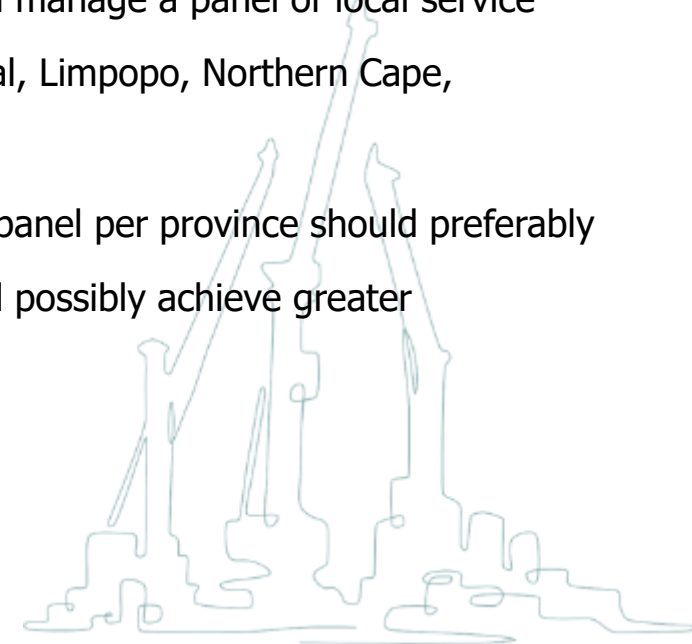 manage a panel of local service
al, Limpopo, Northern Cape,
panel per province should preferably
possibly achieve greater